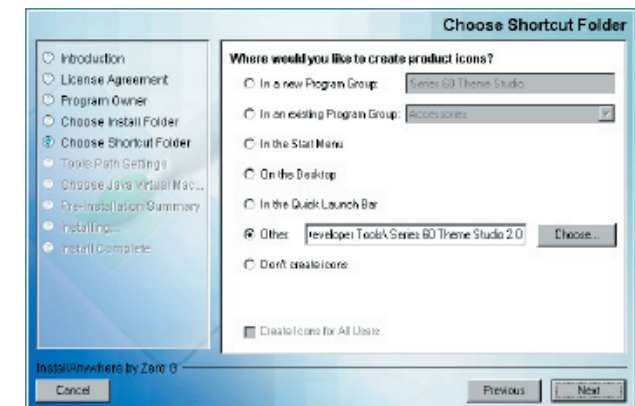 Choose Shortcut Folder
Introduction
License Agreement
Program Owner
Choose Install Folder
Choose Shortcut Folder
Tools Path Settings
Choose Java Virtual Mac...
Pre-Installation Summary
Installing...
Install Complete
Where would you like to create product icons?
In a new Program Group: Series 60 Theme Studio
In an existing Program Group: Accessories
In the Start Menu
On the Desktop
In the Quick Launch Bar
Other: reveloper Tools\Series 60 Theme Studio 2.0 Choose...
Don't create icons
Create Icons for All Users
InstallAnywhere by Zero G
Cancel Previous Next